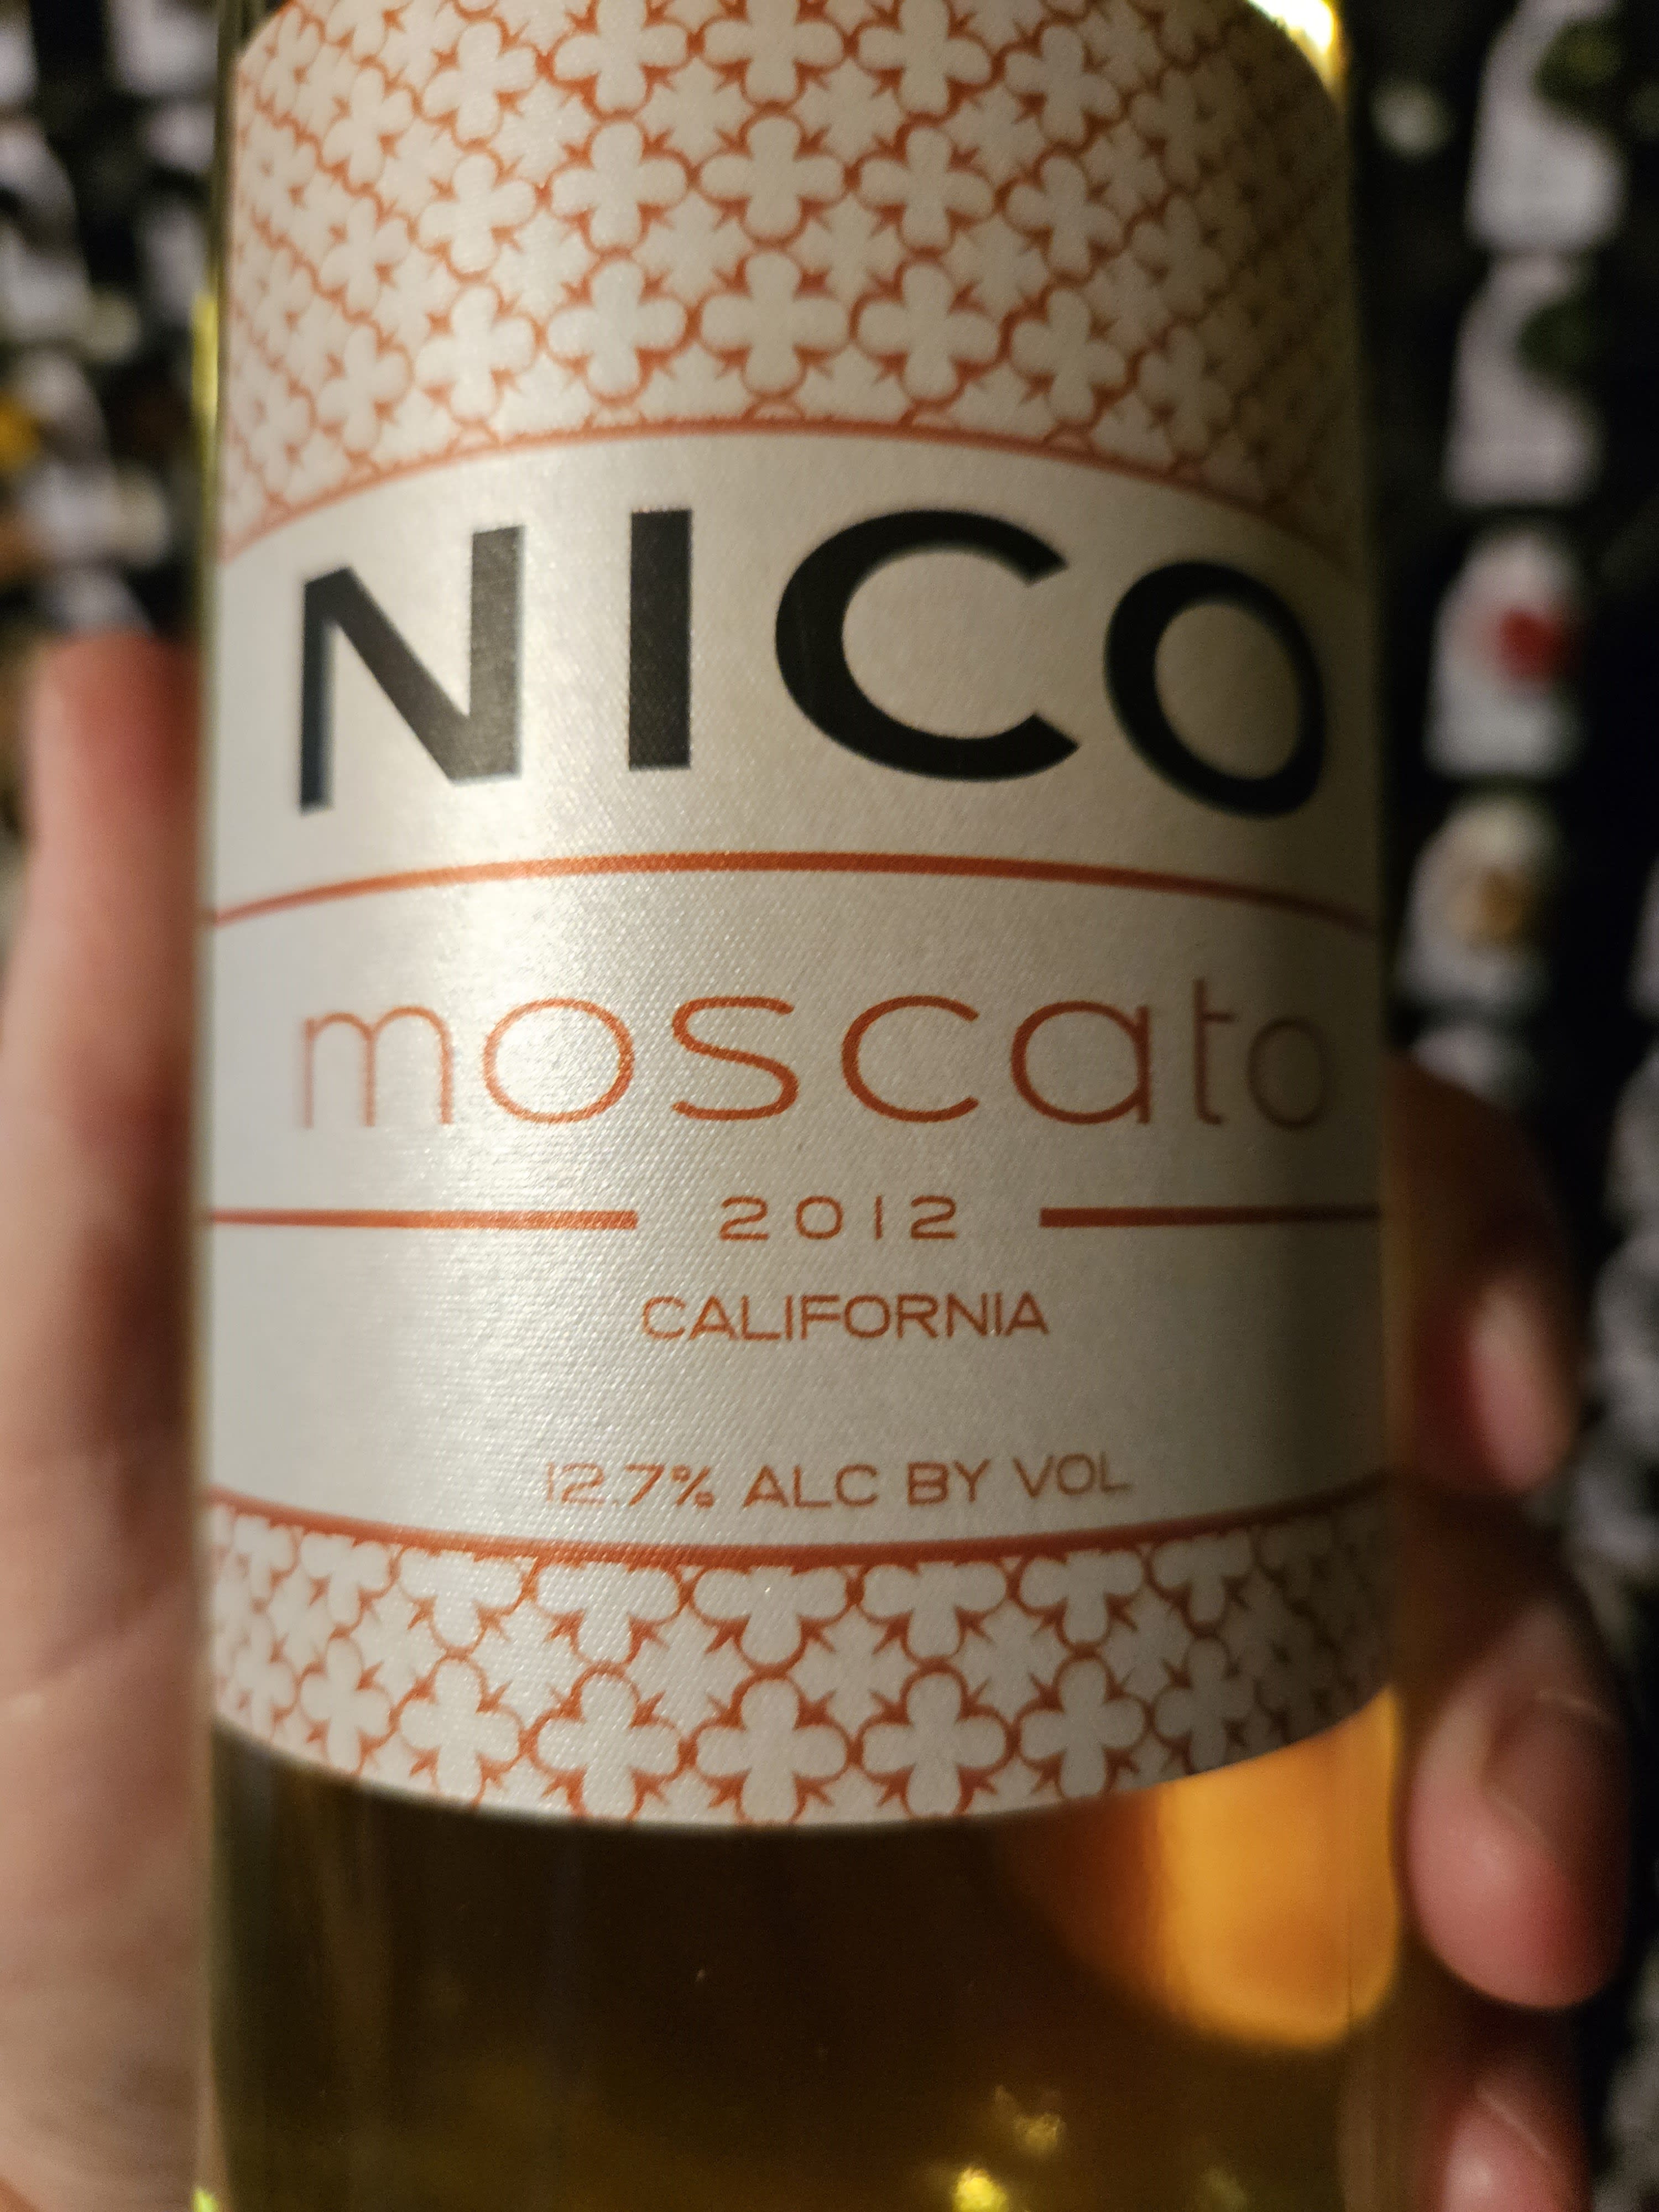 NICO
moscato
2012
CALIFORNIA
12.7% ALC BY VOL